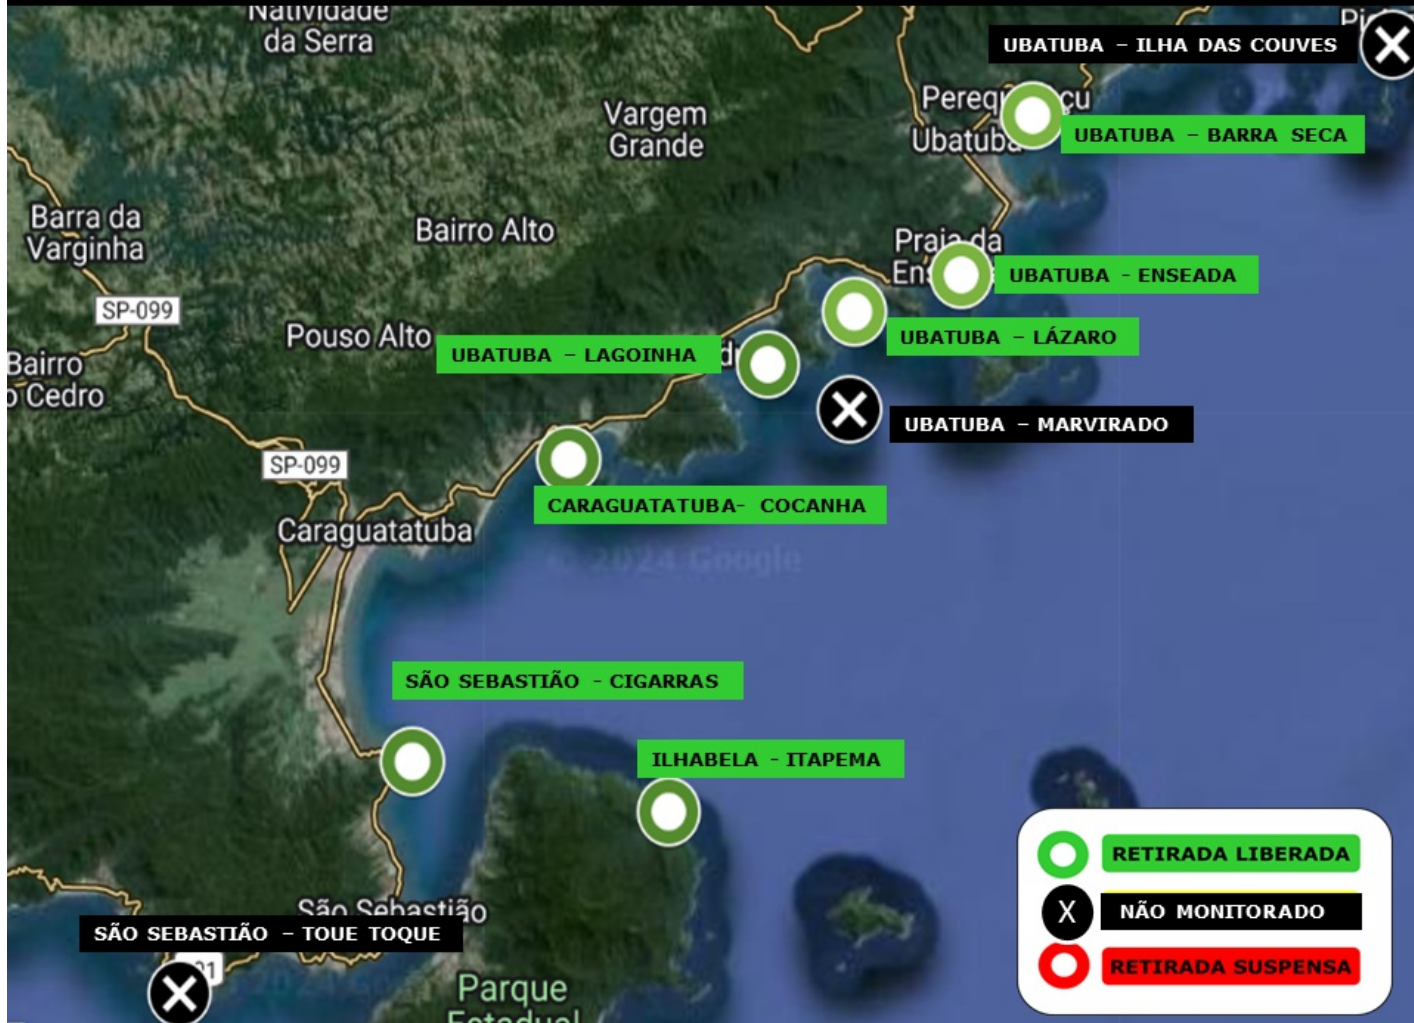 Natividade
da Serra
UBATUBA – ILHA DAS COUVES
Vargem
Grande
Ubatuba
UBATUBA – BARRA SECA
Barra da
Varginha
Bairro Alto
Praia da
UBATUBA - ENSEADA
SP-099
Pouso Alto
UBATUBA – LÁZARO
UBATUBA – LAGOINHA
Bairro
o Cedro
UBATUBA – MARVIRADO
SP-099
CARAGUATATUBA- COCANHA
Caraguatatuba
© 2024 Google
SÃO SEBASTIÃO - CIGARRAS
ILHABELA - ITAPEMA
RETIRADA LIBERADA
X NÃO MONITORADO
RETIRADA SUSPENSA
São Sebastião
SÃO SEBASTIÃO – TOUE TOQUE
Parque
Estadual